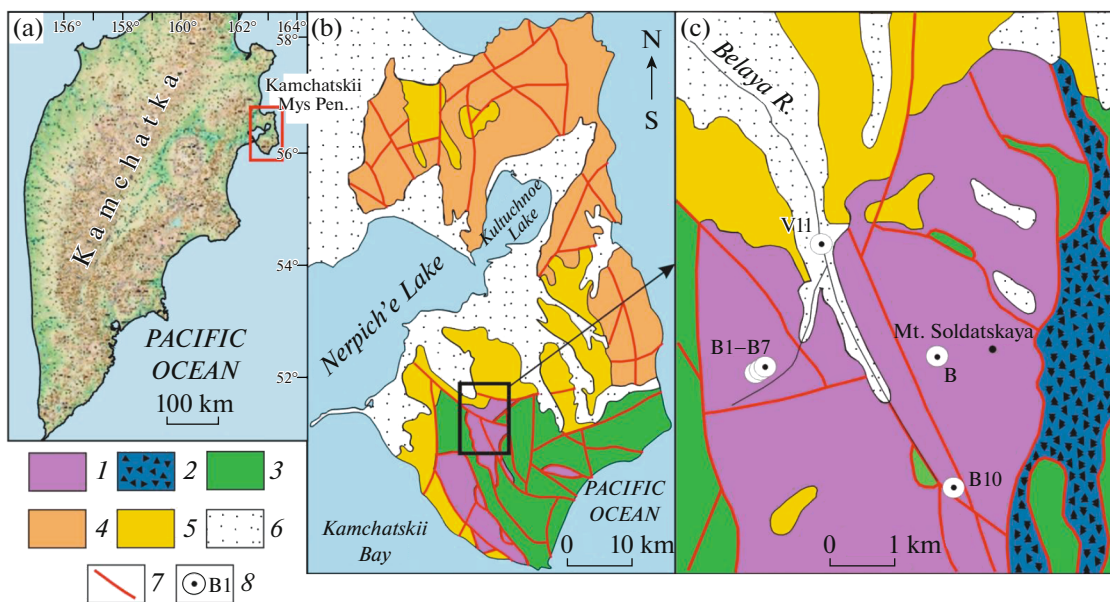 (a)
156°
158°
160°
162°
164°
58°
Kamchatskii
Mys Pen.
56°
Kamchatka
54°
PACIFIC
OCEAN
52°
100 km
1
2
3
4
5
6
7
B1
8
(b)
N
S
Kultuchnoe
Lake
Nerpich'e Lake
Kamchatskii
Bay
PACIFIC
OCEAN
0
10 km
(c)
Belaya R.
V11
B1–B7
Mt. Soldatskaya
B
B10
0
1 km